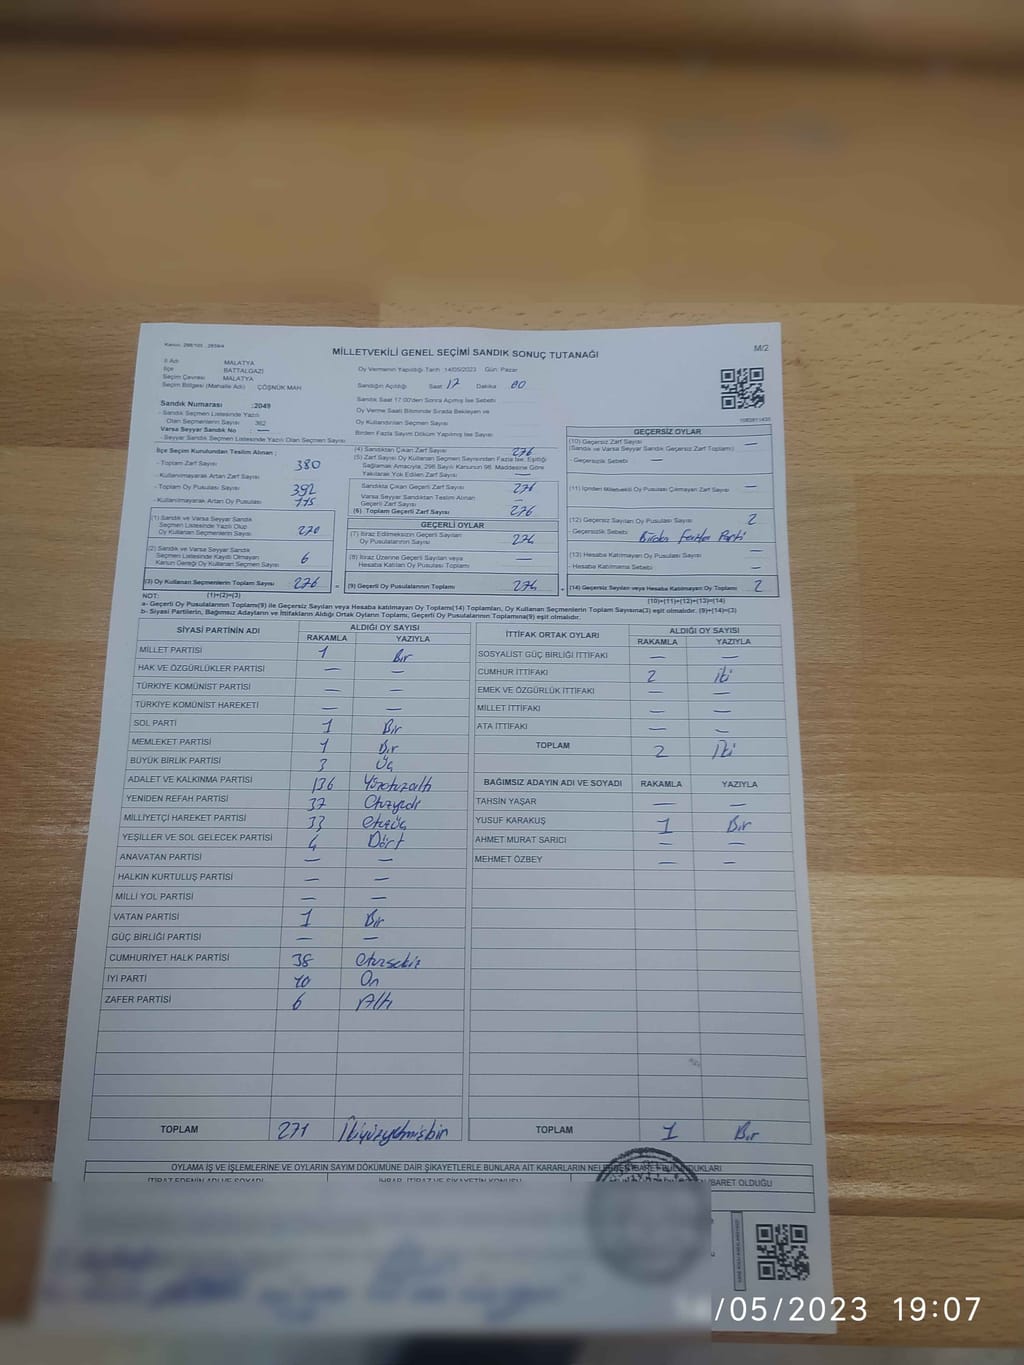 Kanun: 298/105 - 2839/4
MİLLETVEKİLİ GENEL SEÇİMİ SANDIK SONUÇ TUTANAĞI
M/2
İl Adı MALATYA
İlçe BATTALGAZİ
Seçim Çevresi MALATYA
Seçim Bölgesi (Mahalle Adı) ÇÖŞNÜK MAH
Sandık Numarası :2049
- Sandık Seçmen Listesinde Yazılı
Olan Seçmenlerin Sayısı 362
Varsa Seyyar Sandık No : —
- Seyyar Sandık Seçmen Listesinde Yazılı Olan Seçmen Sayısı
Oy Vermenin Yapıldığı Tarih :14/05/2023 Gün: Pazar
Sandığın Açıldığı Saat 17 Dakika 00
Sandık Saat 17:00'den Sonra Açılmış İse Sebebi
Oy Verme Saati Bitiminde Sırada Bekleyen ve
Oy Kullandırılan Seçmen Sayısı
Birden Fazla Sayım Döküm Yapılmış İse Sayısı
İlçe Seçim Kurulundan Teslim Alınan :
- Toplam Zarf Sayısı 380
- Kullanılmayarak Artan Zarf Sayısı
- Toplam Oy Pusulası Sayısı 392
- Kullanılmayarak Artan Oy Pusulası 115
(1) Sandık ve Varsa Seyyar Sandık
Seçmen Listesinde Yazılı Olup
Oy Kullanan Seçmenlerin Sayısı 270
(2) Sandık ve Varsa Seyyar Sandık
Seçmen Listesinde Kayıtlı Olmayan
Kanun Gereği Oy Kullanan Seçmen Sayısı 6
(3) Oy Kullanan Seçmenlerin Toplam Sayısı : 276
(4) Sandıktan Çıkan Zarf Sayısı 276
(5) Zarf Sayısı Oy Kullanan Seçmen Sayısından Fazla İse, Eşitliği
Sağlamak Amacıyla, 298 Sayılı Kanunun 98. Maddesine Göre
Yakılarak Yok Edilen Zarf Sayısı —
Sandıkta Çıkan Geçerli Zarf Sayısı 276
Varsa Seyyar Sandıktan Teslim Alınan
Geçerli Zarf Sayısı —
(6) Toplam Geçerli Zarf Sayısı 276
GEÇERLİ OYLAR
(7) İtiraz Edilmeksizin Geçerli Sayılan
Oy Pusulalarının Sayısı 274
(8) İtiraz Üzerine Geçerli Sayılan veya
Hesaba Katılan Oy Pusulası Toplamı —
= (9) Geçerli Oy Pusulalarının Toplamı 274
GEÇERSİZ OYLAR
(10) Geçersiz Zarf Sayısı —
(Sandık ve Varsa Seyyar Sandık Geçersiz Zarf Toplamı)
- Geçersizlik Sebebi —
(11) İçinden Milletvekili Oy Pusulası Çıkmayan Zarf Sayısı —
(12) Geçersiz Sayılan Oy Pusulası Sayısı 2
- Geçersizlik Sebebi : Birden Fazla Parti
(13) Hesaba Katılmayan Oy Pusulası Sayısı —
- Hesaba Katılmama Sebebi —
+ (14) Geçersiz Sayılan veya Hesaba Katılmayan Oy Toplamı 2
NOT: (1)+(2)=(3) (10)+(11)+(12)+(13)=(14)
a- Geçerli Oy Pusulalarının Toplamı(9) ile Geçersiz Sayılan veya Hesaba katılmayan Oy Toplamı(14) Toplamları, Oy Kullanan Seçmenlerin Toplam Sayısına(3) eşit olmalıdır. (9)+(14)=(3)
b- Siyasi Partilerin, Bağımsız Adayların ve İttifakların Aldığı Ortak Oyların Toplamı, Geçerli Oy Pusulalarının Toplamına(9) eşit olmalıdır.
SİYASİ PARTİNİN ADI ALDIĞI OY SAYISI
RAKAMLA YAZIYLA
MİLLET PARTİSİ 1 Bir
HAK VE ÖZGÜRLÜKLER PARTİSİ — —
TÜRKİYE KOMÜNİST PARTİSİ — —
TÜRKİYE KOMÜNİST HAREKETİ — —
SOL PARTİ 1 Bir
MEMLEKET PARTİSİ 1 Bir
BÜYÜK BİRLİK PARTİSİ 3 Üç
ADALET VE KALKINMA PARTİSİ 136 Yüzotuzaltı
YENİDEN REFAH PARTİSİ 37 Otuzyedi
MİLLİYETÇİ HAREKET PARTİSİ 33 Otuzüç
YEŞİLLER VE SOL GELECEK PARTİSİ 4 Dört
ANAVATAN PARTİSİ — —
HALKIN KURTULUŞ PARTİSİ — —
MİLLİ YOL PARTİSİ — —
VATAN PARTİSİ 1 Bir
GÜÇ BİRLİĞİ PARTİSİ — —
CUMHURİYET HALK PARTİSİ 38 Otuzsekiz
İYİ PARTİ 10 On
ZAFER PARTİSİ 6 Altı
TOPLAM 271 İkiyüzyetmişbir
İTTİFAK ORTAK OYLARI ALDIĞI OY SAYISI
RAKAMLA YAZIYLA
SOSYALİST GÜÇ BİRLİĞİ İTTİFAKI — —
CUMHUR İTTİFAKI 2 iki
EMEK VE ÖZGÜRLÜK İTTİFAKI — —
MİLLET İTTİFAKI — —
ATA İTTİFAKI — —
TOPLAM 2 İki
BAĞIMSIZ ADAYIN ADI VE SOYADI RAKAMLA YAZIYLA
TAHSİN YAŞAR — —
YUSUF KARAKUŞ 1 Bir
AHMET MURAT SARICI — —
MEHMET ÖZBEY — —
TOPLAM 1 Bir
OYLAMA İŞ VE İŞLEMLERİNE VE OYLARIN SAYIM DÖKÜMÜNE DAİR ŞİKAYETLERLE BUNLARA AİT KARARLARIN NELERDEN İBARET BULUNDUKLARI
İTİRAZ EDENİN ADI VE SOYADI İHBAR, İTİRAZ VE ŞİKAYETİN KONUSU İBARET OLDUĞU
/05/2023 19:07